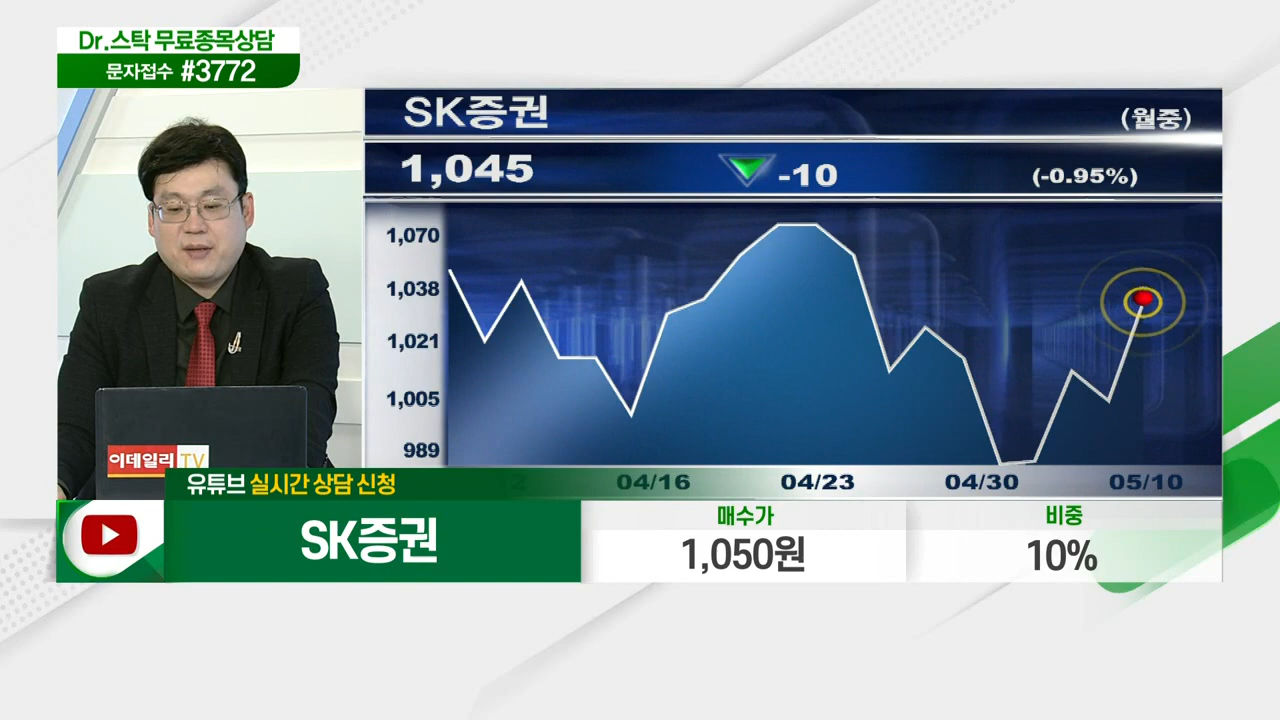 Dr.스탁 무료종목상담
문자접수 #3772
SK증권
(월중)
1,045
-10
(-0.95%)
1,070
1,038
1,021
1,005
989
04/16
04/23
04/30
05/10
이데일리 TV
유튜브 실시간 상담 신청
SK증권
매수가
1,050원
비중
10%